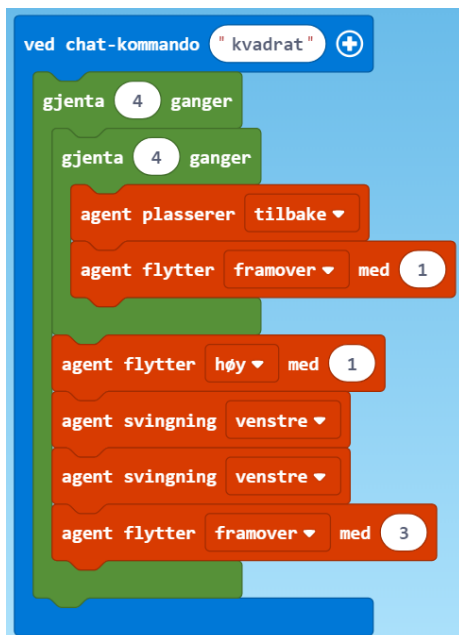 ved chat-kommando "kvadrat"
gjenta 4 ganger
gjenta 4 ganger
agent plasserer tilbake
agent flytter framover med 1
agent flytter høy med 1
agent svingning venstre
agent svingning venstre
agent flytter framover med 3